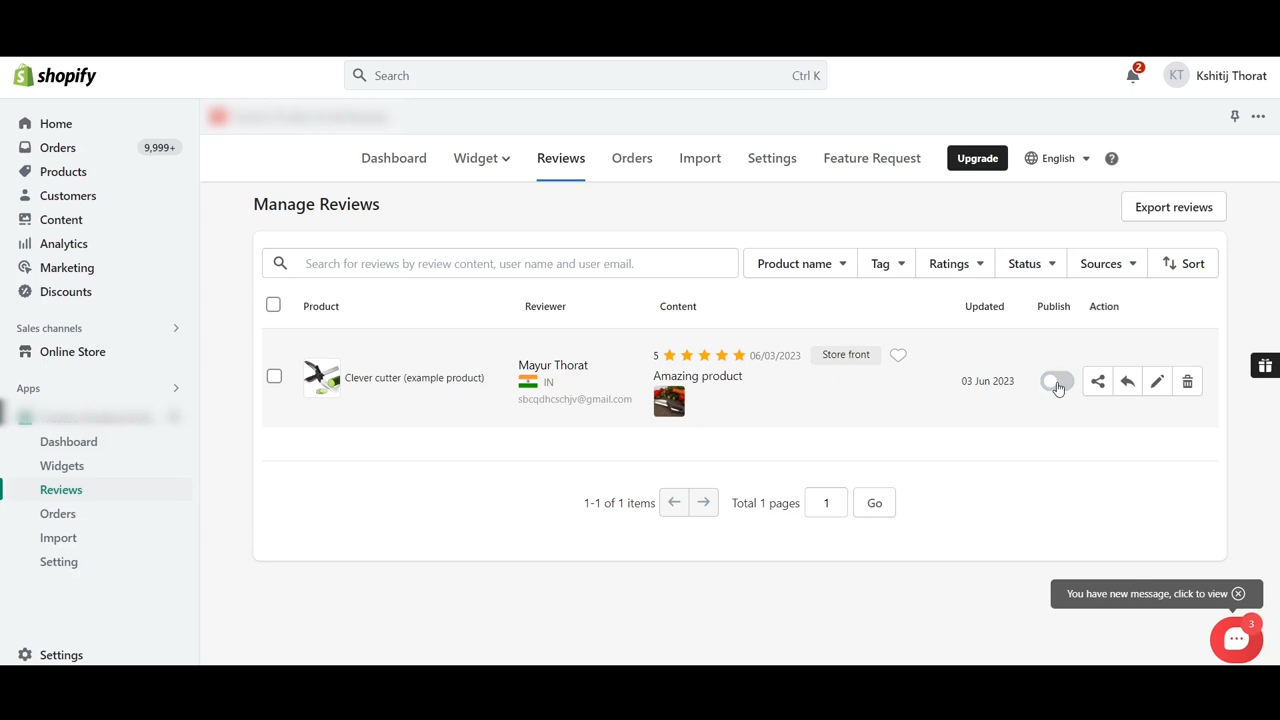 shopify
Search Ctrl K
2
KT Kshitij Thorat
Home
Orders 9,999+
Products
Customers
Content
Analytics
Marketing
Discounts
Sales channels
Online Store
Apps
Dashboard
Widgets
Reviews
Orders
Import
Setting
Settings
Dashboard Widget Reviews Orders Import Settings Feature Request Upgrade English ?
Manage Reviews
Export reviews
Search for reviews by review content, user name and user email.
Product name Tag Ratings Status Sources Sort
Product Reviewer Content Updated Publish Action
Clever cutter (example product)
Mayur Thorat
IN
sbcqdhcschjv@gmail.com
5 06/03/2023 Store front
Amazing product
03 Jun 2023
1-1 of 1 items Total 1 pages 1 Go
You have new message, click to view
3